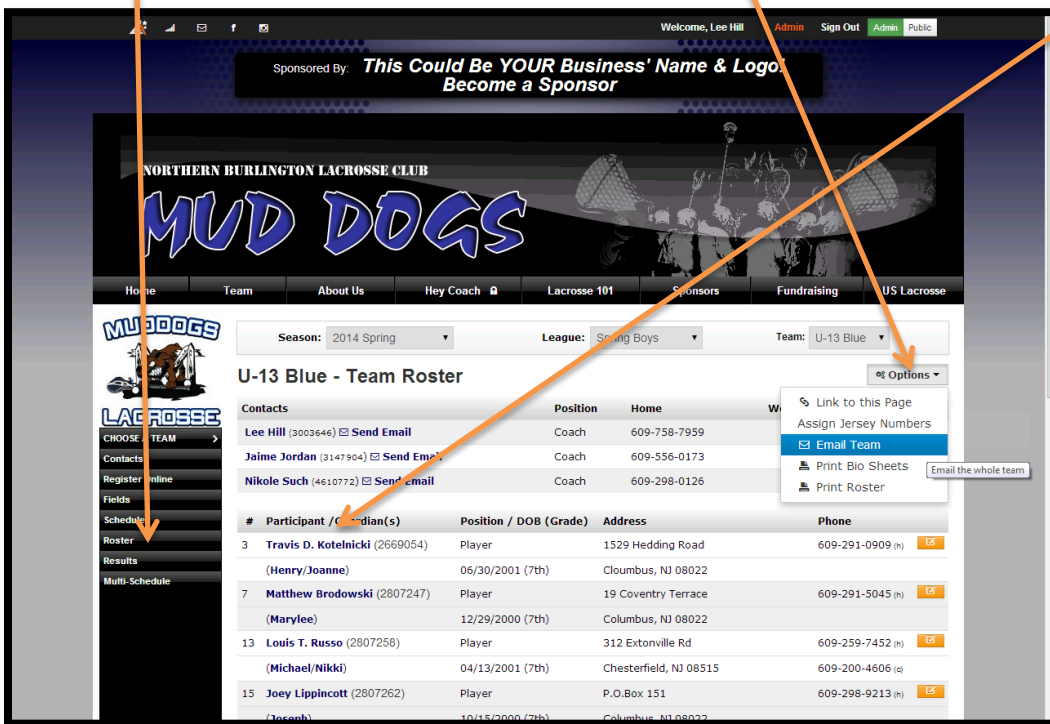 Welcome, Lee Hill Admin Sign Out Admin Public
Sponsored By: This Could Be YOUR Business' Name & Logo!
Become a Sponsor
NORTHERN BURLINGTON LACROSSE CLUB
MUD DOGS
Home Team About Us Hey Coach Lacrosse 101 Sponsors Fundraising US Lacrosse
MUDDOGS
LACROSSE
CHOOSE A TEAM >
Contacts
Register Online
Fields
Schedule
Roster
Results
Multi-Schedule
Season: 2014 Spring League: Spring Boys Team: U-13 Blue
U-13 Blue - Team Roster
Options
Link to this Page
Assign Jersey Numbers
Email Team
Print Bio Sheets
Print Roster
Email the whole team
Contacts Position Home
Lee Hill (3003646) Send Email Coach 609-758-7959
Jaime Jordan (3147904) Send Email Coach 609-556-0173
Nikole Such (4610772) Send Email Coach 609-298-0126
# Participant / Guardian(s) Position / DOB (Grade) Address Phone
3 Travis D. Kotelnicki (2669054) Player 1529 Hedding Road 609-291-0909 (h)
(Henry/Joanne) 06/30/2001 (7th) Cloumbus, NJ 08022
7 Matthew Brodowski (2807247) Player 19 Coventry Terrace 609-291-5045 (h)
(Marylee) 12/29/2000 (7th) Columbus, NJ 08022
13 Louis T. Russo (2807258) Player 312 Extonville Rd 609-259-7452 (h)
(Michael/Nikki) 04/13/2001 (7th) Chesterfield, NJ 08515 609-200-4606 (c)
15 Joey Lippincott (2807262) Player P.O.Box 151 609-298-9213 (h)
(Joseph) 10/15/2000 (7th) Columbus, NJ 08022